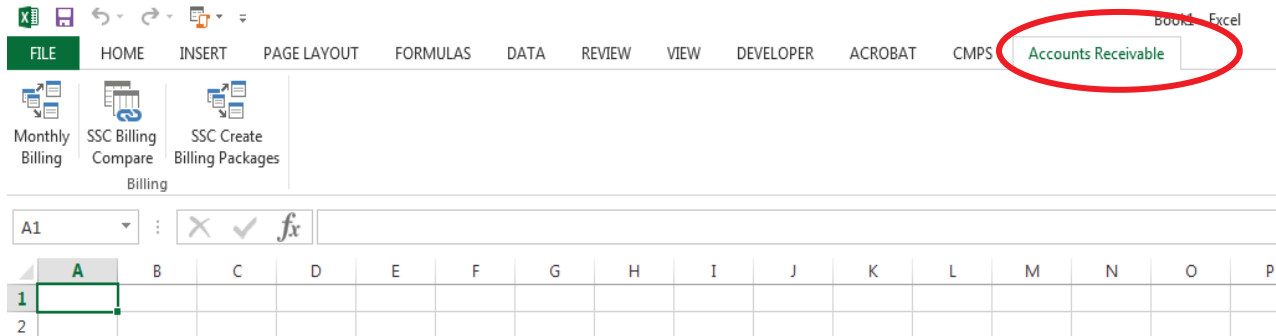 Book1 - Excel
FILE HOME INSERT PAGE LAYOUT FORMULAS DATA REVIEW VIEW DEVELOPER ACROBAT CMPS Accounts Receivable
Monthly SSC Billing SSC Create
Billing Compare Billing Packages
Billing
A1 fx
A B C D E F G H I J K L M N O P
1
2